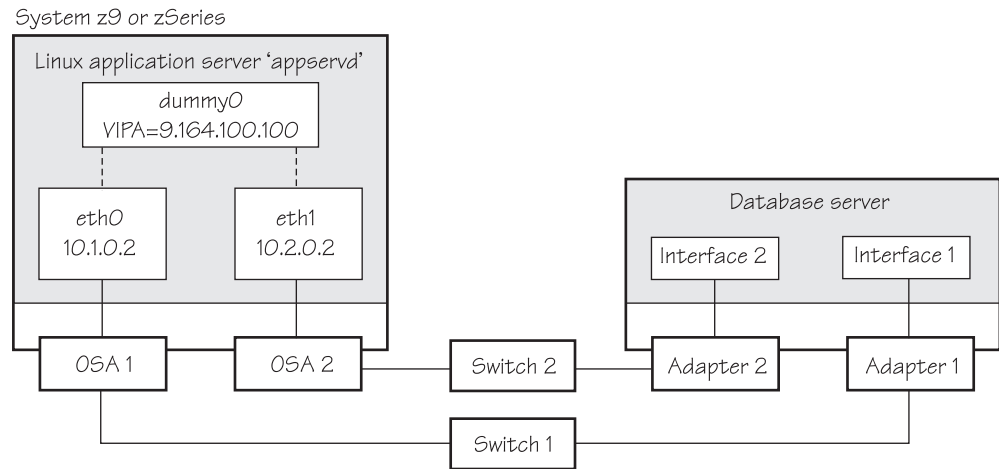 System z9 or zSeries
Linux application server ‘appservd’
dummy0
VIPA=9.164.100.100
eth0
10.1.0.2
eth1
10.2.0.2
Database server
Interface 2
Interface 1
OSA 1
OSA 2
Switch 2
Adapter 2
Adapter 1
Switch 1